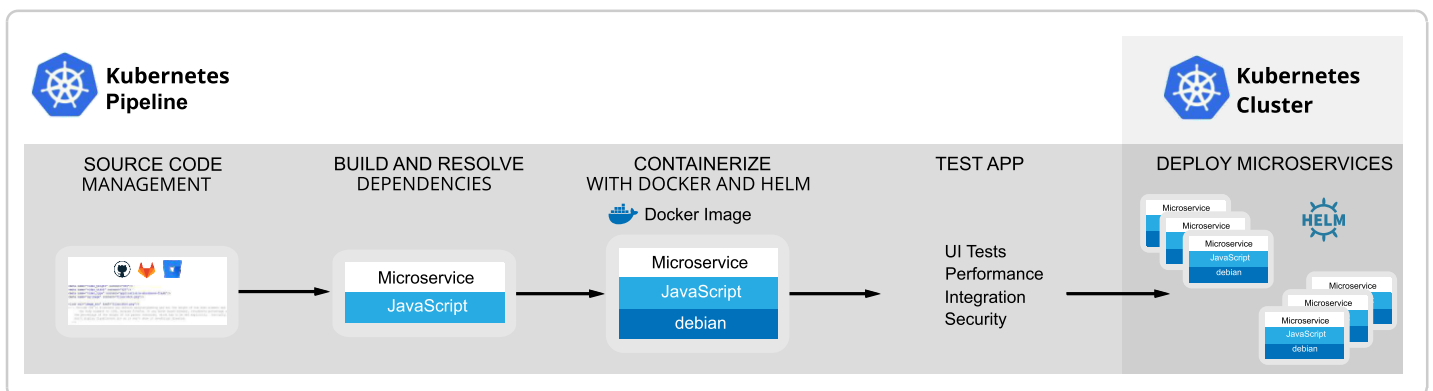 Kubernetes
Pipeline
Kubernetes
Cluster
SOURCE CODE
MANAGEMENT
BUILD AND RESOLVE
DEPENDENCIES
CONTAINERIZE
WITH DOCKER AND HELM
TEST APP
DEPLOY MICROSERVICES
Docker Image
Microservice
JavaScript
Microservice
JavaScript
debian
UI Tests
Performance
Integration
Security
Microservice
Microservice
Microservice
JavaScript
debian
HELM
Microservice
Microservice
Microservice
JavaScript
debian